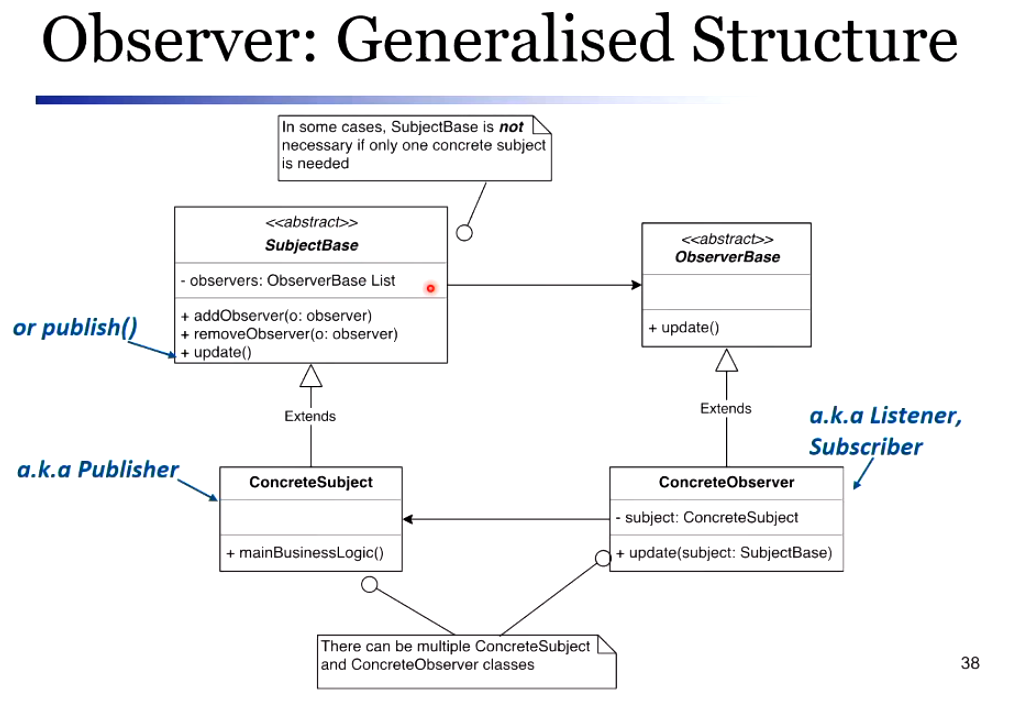 Observer: Generalised Structure
In some cases, SubjectBase is not
necessary if only one concrete subject
is needed
<<abstract>>
SubjectBase
- observers: ObserverBase List
+ addObserver(o: observer)
+ removeObserver(o: observer)
+ update()
<<abstract>>
ObserverBase
+ update()
or publish()
Extends
Extends
a.k.a Listener,
Subscriber
a.k.a Publisher
ConcreteSubject
+ mainBusinessLogic()
ConcreteObserver
- subject: ConcreteSubject
+ update(subject: SubjectBase)
There can be multiple ConcreteSubject
and ConcreteObserver classes
38